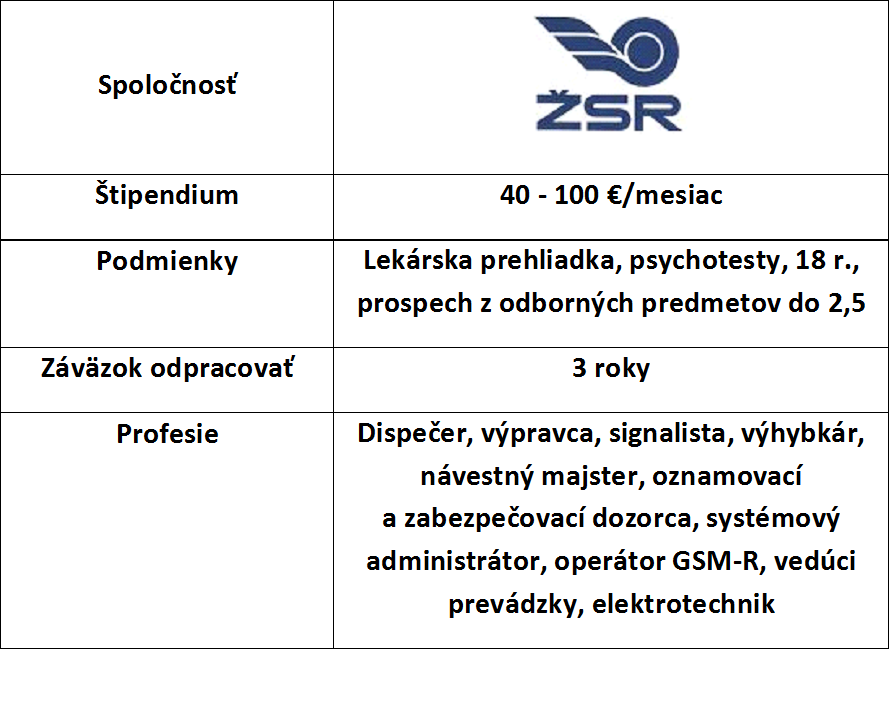 Spoločnosť
ŽSR
Štipendium
40 - 100 €/mesiac
Podmienky
Lekárska prehliadka, psychotesty, 18 r.,
prospech z odborných predmetov do 2,5
Záväzok odpracovať
3 roky
Profesie
Dispečer, výpravca, signalista, výhybkár,
návestný majster, oznamovací
a zabezpečovací dozorca, systémový
administrátor, operátor GSM-R, vedúci
prevádzky, elektrotechnik